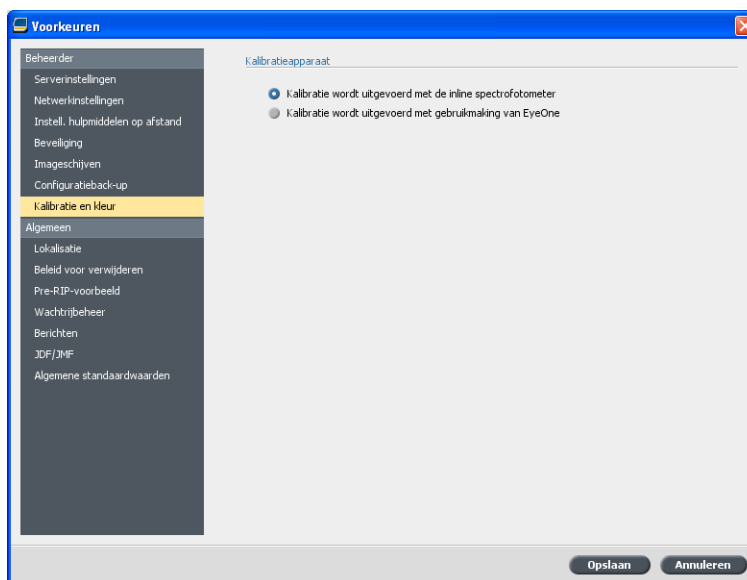 Voorkeuren
Beheerder
Serverinstellingen
Netwerkinstellingen
Instell. hulpmiddelen op afstand
Beveiliging
Imageschijven
Configuratieback-up
Kalibratie en kleur
Algemeen
Lokalisatie
Beleid voor verwijderen
Pre-RIP-voorbeeld
Wachtrijbeheer
Berichten
JDF/JMF
Algemene standaardwaarden
Kalibratieapparaat
Kalibratie wordt uitgevoerd met de inline spectrofotometer
Kalibratie wordt uitgevoerd met gebruikmaking van EyeOne
Opslaan
Annuleren